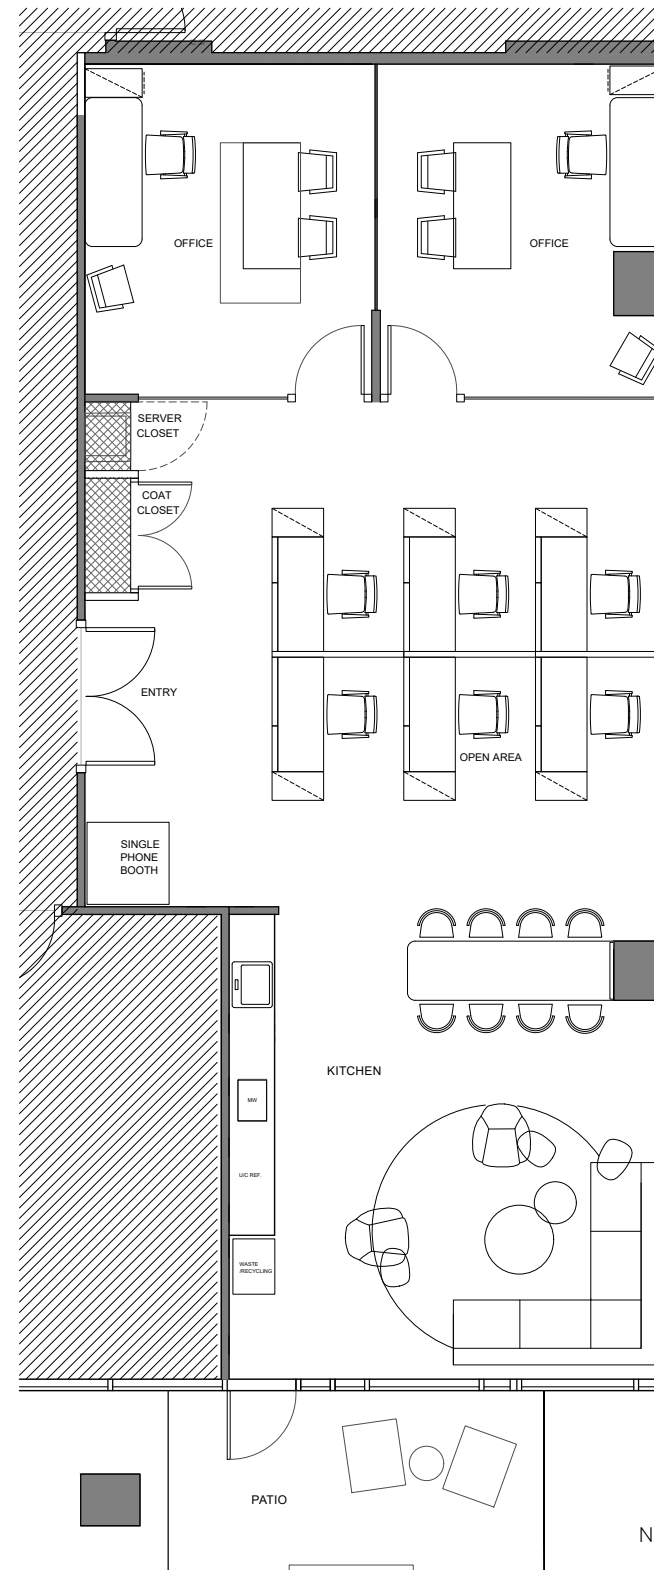 OFFICE
OFFICE
SERVER
CLOSET
COAT
CLOSET
ENTRY
OPEN AREA
SINGLE
PHONE
BOOTH
KITCHEN
MW
U/C REF.
WASTE
/RECYCLING
PATIO
N